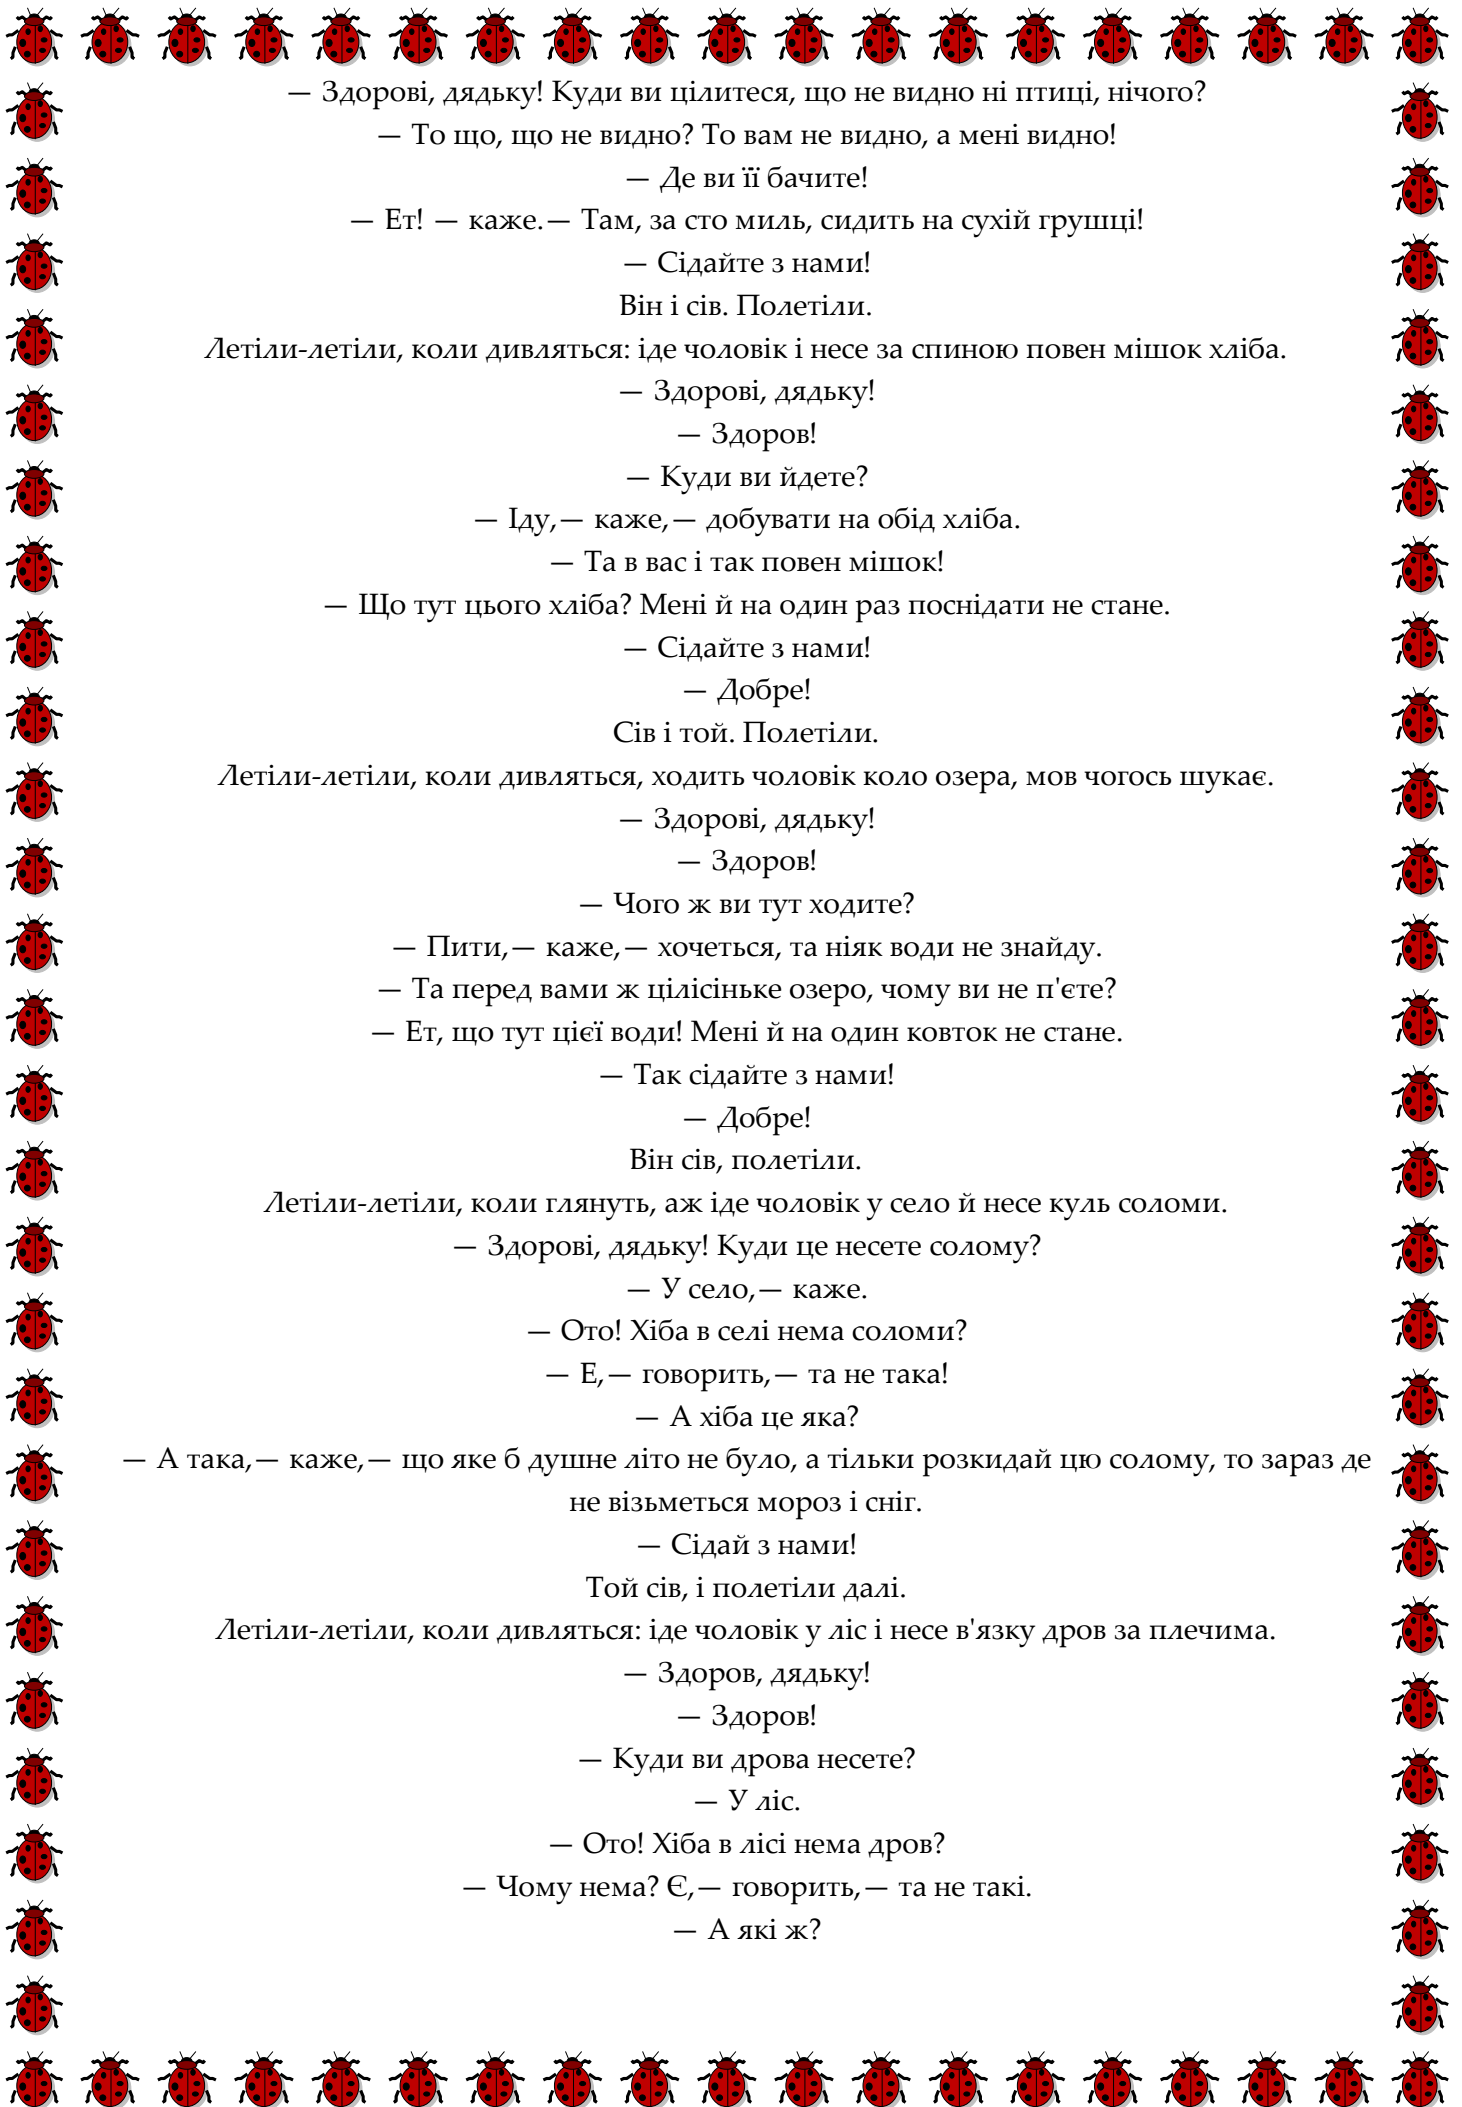 — Здорові, дядьку! Куди ви цілитеся, що не видно ні птиці, нічого?
— То що, що не видно? То вам не видно, а мені видно!
— Де ви її бачите!
— Ет! — каже.— Там, за сто миль, сидить на сухій грушці!
— Сідайте з нами!
Він і сів. Полетіли.
Летіли-летіли, коли дивляться: іде чоловік і несе за спиною повен мішок хліба.
— Здорові, дядьку!
— Здоров!
— Куди ви йдете?
— Іду,— каже,— добувати на обід хліба.
— Та в вас і так повен мішок!
— Що тут цього хліба? Мені й на один раз поснідати не стане.
— Сідайте з нами!
— Добре!
Сів і той. Полетіли.
Летіли-летіли, коли дивляться, ходить чоловік коло озера, мов чогось шукає.
— Здорові, дядьку!
— Здоров!
— Чого ж ви тут ходите?
— Пити,— каже,— хочеться, та ніяк води не знайду.
— Та перед вами ж цілісіньке озеро, чому ви не п'єте?
— Ет, що тут цієї води! Мені й на один ковток не стане.
— Так сідайте з нами!
— Добре!
Він сів, полетіли.
Летіли-летіли, коли глянуть, аж іде чоловік у село й несе куль соломи.
— Здорові, дядьку! Куди це несете солому?
— У село,— каже.
— Ото! Хіба в селі нема соломи?
— Е,— говорить,— та не така!
— А хіба це яка?
— А така,— каже,— що яке б душне літо не було, а тільки розкидай цю солому, то зараз де
не візьметься мороз і сніг.
— Сідай з нами!
Той сів, і полетіли далі.
Летіли-летіли, коли дивляться: іде чоловік у ліс і несе в'язку дров за плечима.
— Здоров, дядьку!
— Здоров!
— Куди ви дрова несете?
— У ліс.
— Ото! Хіба в лісі нема дров?
— Чому нема? Є,— говорить,— та не такі.
— А які ж?